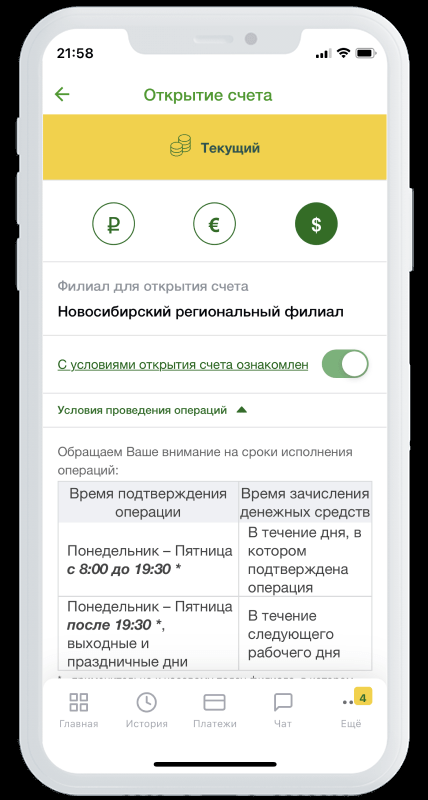 21:58
Открытие счета
Текущий
₽
€
$
Филиал для открытия счета
Новосибирский региональный филиал
С условиями открытия счета ознакомлен
Условия проведения операций
Обращаем Ваше внимание на сроки исполнения
операций:
Время подтверждения
операции
Время зачисления
денежных средств
Понедельник – Пятница
с 8:00 до 19:30 *
В течение дня, в
котором
подтверждена
операция
Понедельник – Пятница
после 19:30 *,
выходные и
праздничные дни
В течение
следующего
рабочего дня
4
Главная
История
Платежи
Чат
Ещё